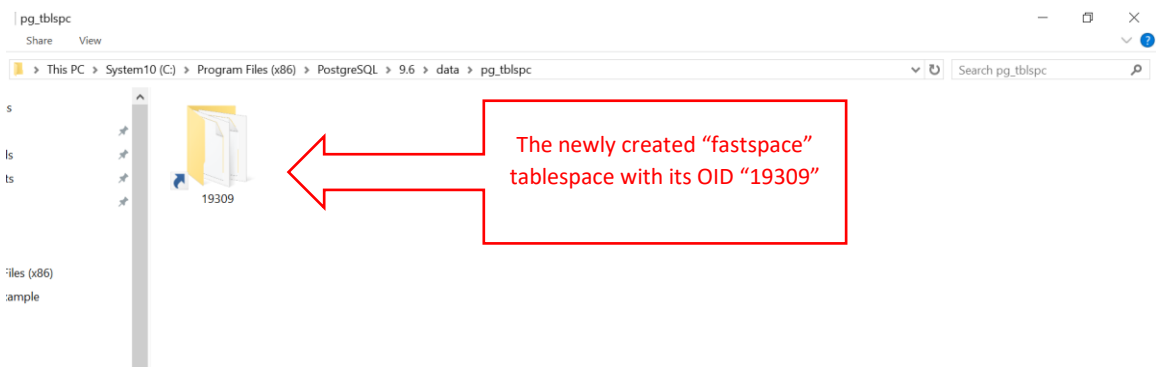 pg_tblspc
Share View
This PC > System10 (C:) > Program Files (x86) > PostgreSQL > 9.6 > data > pg_tblspc
Search pg_tblspc
s
ls
ts
19309
The newly created “fastspace”
tablespace with its OID “19309”
Files (x86)
ample